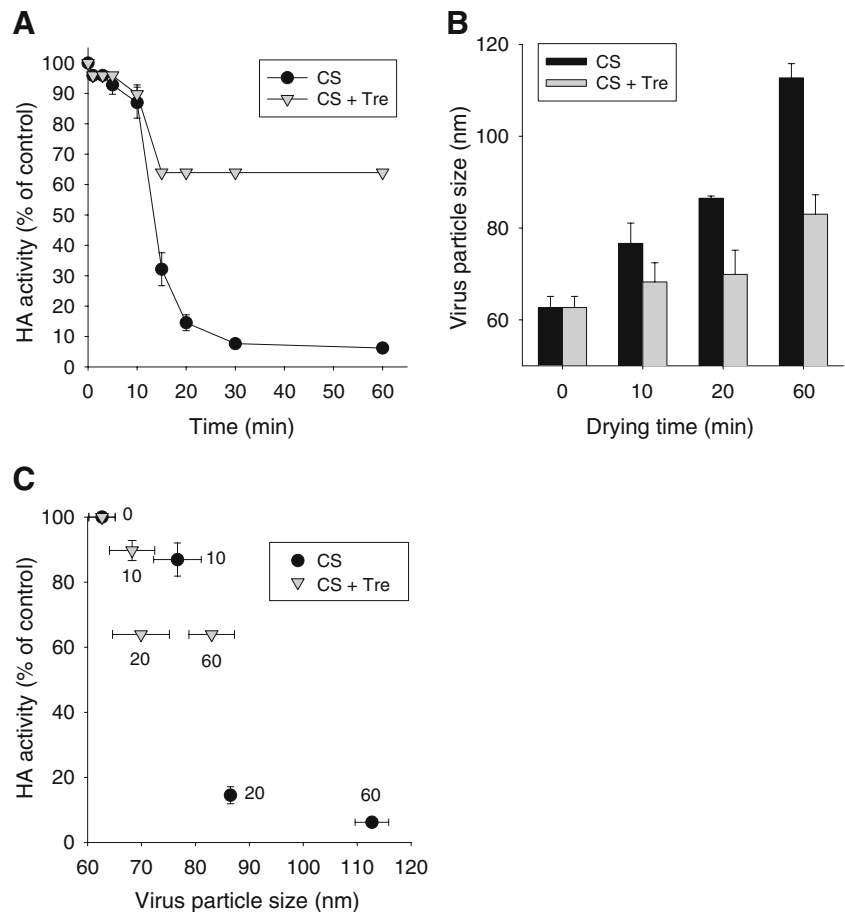 A
HA activity (% of control)
100
90
80
70
60
50
40
30
20
10
0
CS
CS + Tre
0 10 20 30 40 50 60
Time (min)
B
Virus particle size (nm)
120
100
80
60
CS
CS + Tre
0 10 20 60
Drying time (min)
C
HA activity (% of control)
100
80
60
40
20
0
0
10
10
20
60
20
60
CS
CS + Tre
60 70 80 90 100 110 120
Virus particle size (nm)